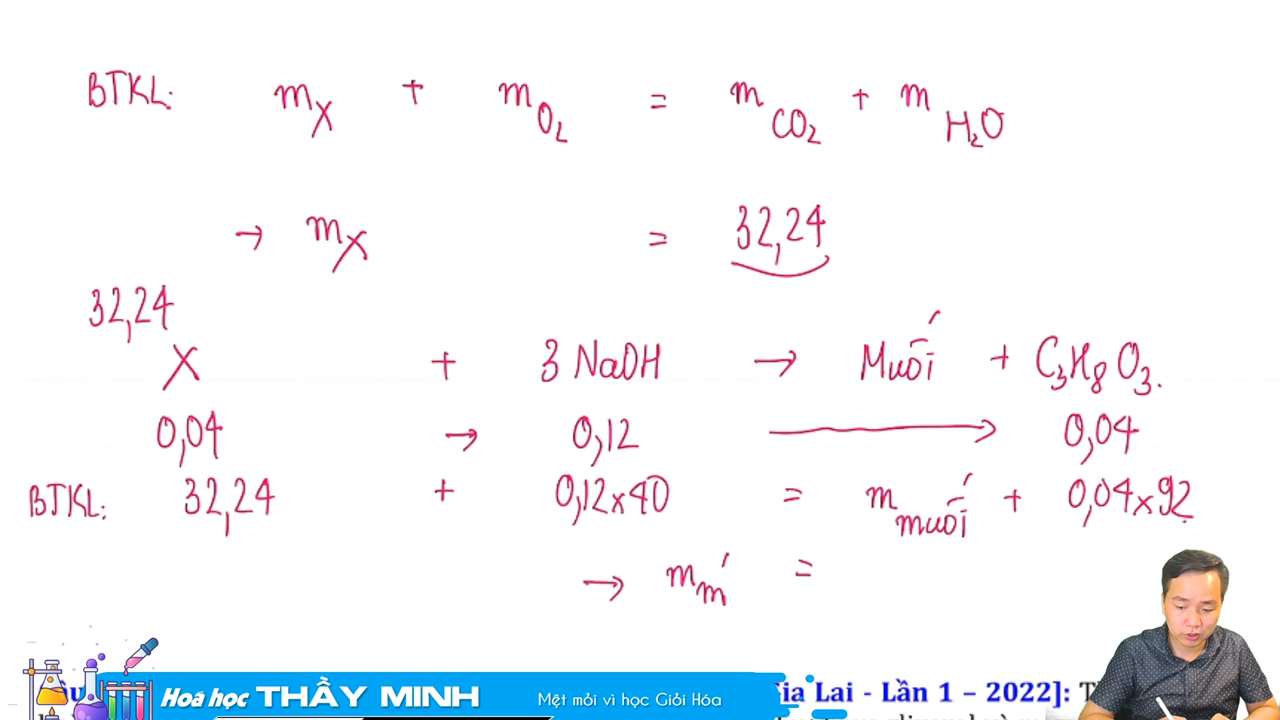 BTKL: mX + mO2 = mCO2 + mH2O
→ mX = 32,24
32,24
X + 3 NaOH → Muối + C3H8O3.
0,04 → 0,12 → 0,04
BTKL: 32,24 + 0,12x40 = mmuối + 0,04x92
→ mm' =
Hoá học THẦY MINH Mệt mỏi vì học Giỏi Hóa
Lai - Lần 1 – 2022]: